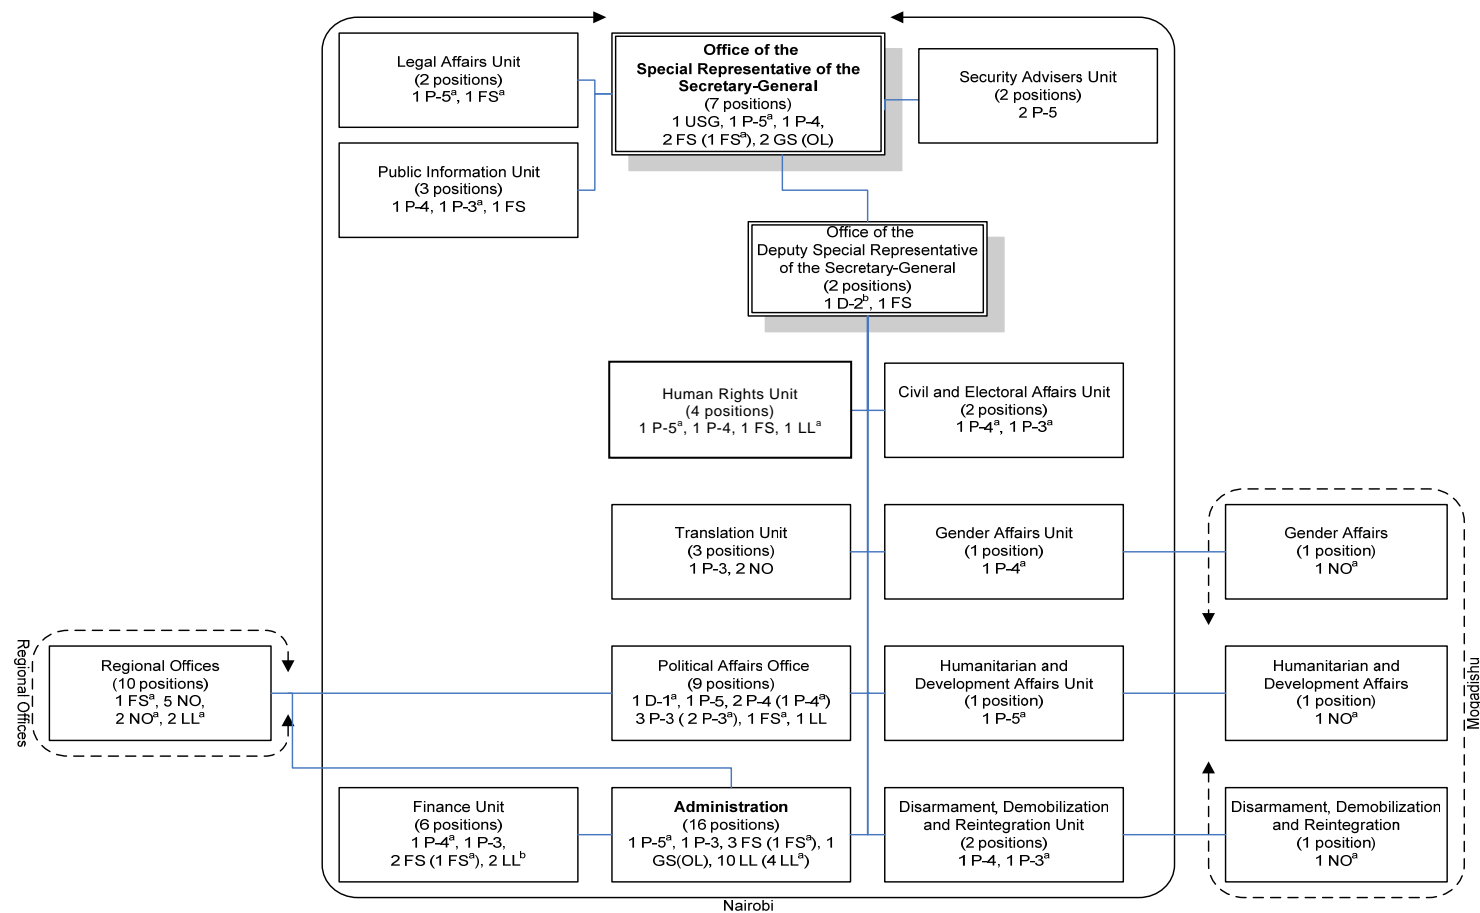 Legal Affairs Unit
(2 positions)
1 P-5ᵃ, 1 FSᵃ
Office of the
Special Representative of the
Secretary-General
(7 positions)
1 USG, 1 P-5ᵃ, 1 P-4,
2 FS (1 FSᵃ), 2 GS (OL)
Security Advisers Unit
(2 positions)
2 P-5
Public Information Unit
(3 positions)
1 P-4, 1 P-3ᵃ, 1 FS
Office of the
Deputy Special Representative
of the Secretary-General
(2 positions)
1 D-2ᵇ, 1 FS
Human Rights Unit
(4 positions)
1 P-5ᵃ, 1 P-4, 1 FS, 1 LLᵃ
Civil and Electoral Affairs Unit
(2 positions)
1 P-4ᵃ, 1 P-3ᵃ
Translation Unit
(3 positions)
1 P-3, 2 NO
Gender Affairs Unit
(1 position)
1 P-4ᵃ
Gender Affairs
(1 position)
1 NOᵃ
Regional Offices
Regional Offices
(10 positions)
1 FSᵃ, 5 NO,
2 NOᵃ, 2 LLᵃ
Political Affairs Office
(9 positions)
1 D-1ᵃ, 1 P-5, 2 P-4 (1 P-4ᵃ)
3 P-3 ( 2 P-3ᵃ), 1 FSᵃ, 1 LL
Humanitarian and
Development Affairs Unit
(1 position)
1 P-5ᵃ
Humanitarian and
Development Affairs
(1 position)
1 NOᵃ
Mogadishu
Finance Unit
(6 positions)
1 P-4ᵃ, 1 P-3,
2 FS (1 FSᵃ), 2 LLᵇ
Administration
(16 positions)
1 P-5ᵃ, 1 P-3, 3 FS (1 FSᵃ), 1
GS(OL), 10 LL (4 LLᵃ)
Disarmament, Demobilization
and Reintegration Unit
(2 positions)
1 P-4, 1 P-3ᵃ
Disarmament, Demobilization
and Reintegration
(1 position)
1 NOᵃ
Nairobi